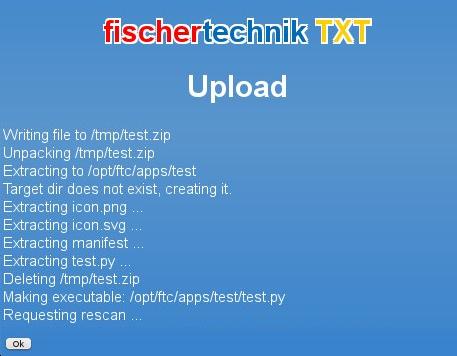 fischertechnik TXT
Upload
Writing file to /tmp/test.zip
Unpacking /tmp/test.zip
Extracting to /opt/ftc/apps/test
Target dir does not exist, creating it.
Extracting icon.png ...
Extracting icon.svg ...
Extracting manifest ...
Extracting test.py ...
Deleting /tmp/test.zip
Making executable: /opt/ftc/apps/test/test.py
Requesting rescan ...
Ok